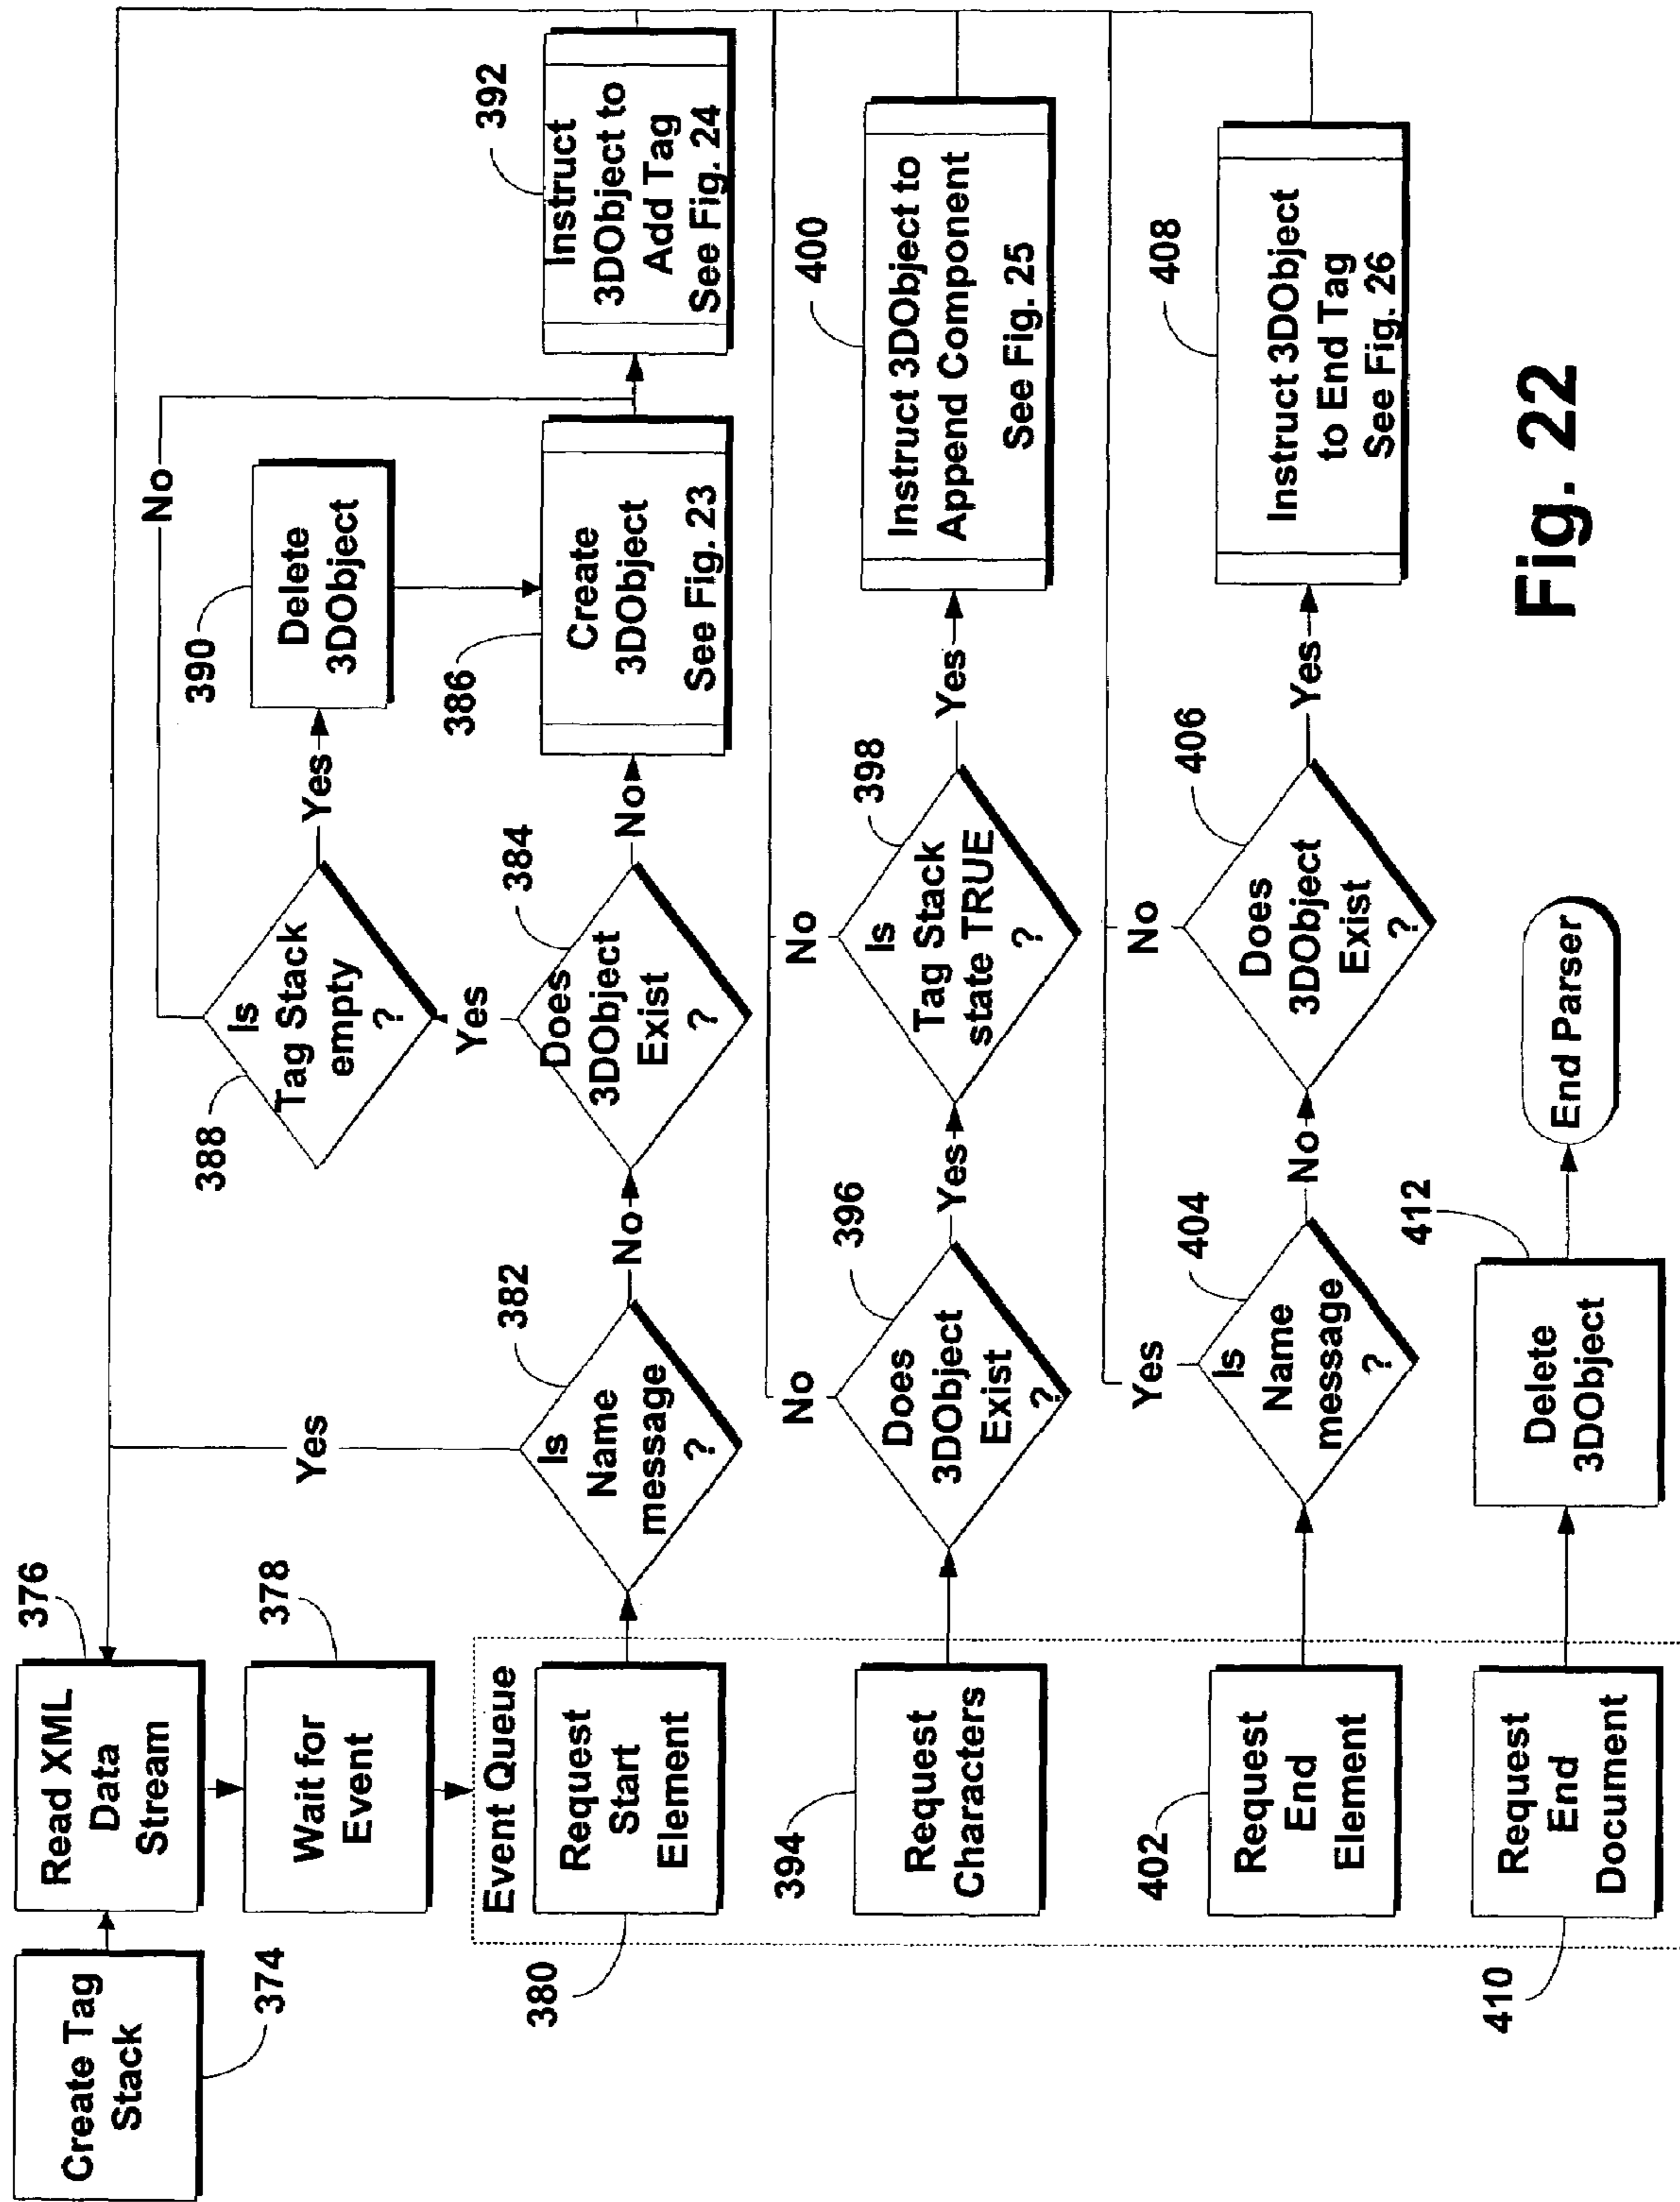 Create Tag
Stack
374
Read XML
Data
Stream
376
Wait for
Event
378
Event Queue
Request
Start
Element
380
Is
Name
message
?
382
Yes
No
Does
3DObject
Exist
?
384
Yes
No
Is
Tag Stack
empty
?
388
No
Yes
Delete
3DObject
390
Create
3DObject
See Fig. 23
386
Instruct
3DObject to
Add Tag
See Fig. 24
392
Request
Characters
394
Does
3DObject
Exist
?
396
No
Yes
Is
Tag Stack
state TRUE
?
398
No
Yes
Instruct 3DObject to
Append Component
See Fig. 25
400
Request
End
Element
402
Is
Name
message
?
404
Yes
No
Does
3DObject
Exist
?
406
No
Yes
Instruct 3DObject
to End Tag
See Fig. 26
408
Request
End
Document
410
Delete
3DObject
412
End Parser
Fig. 22